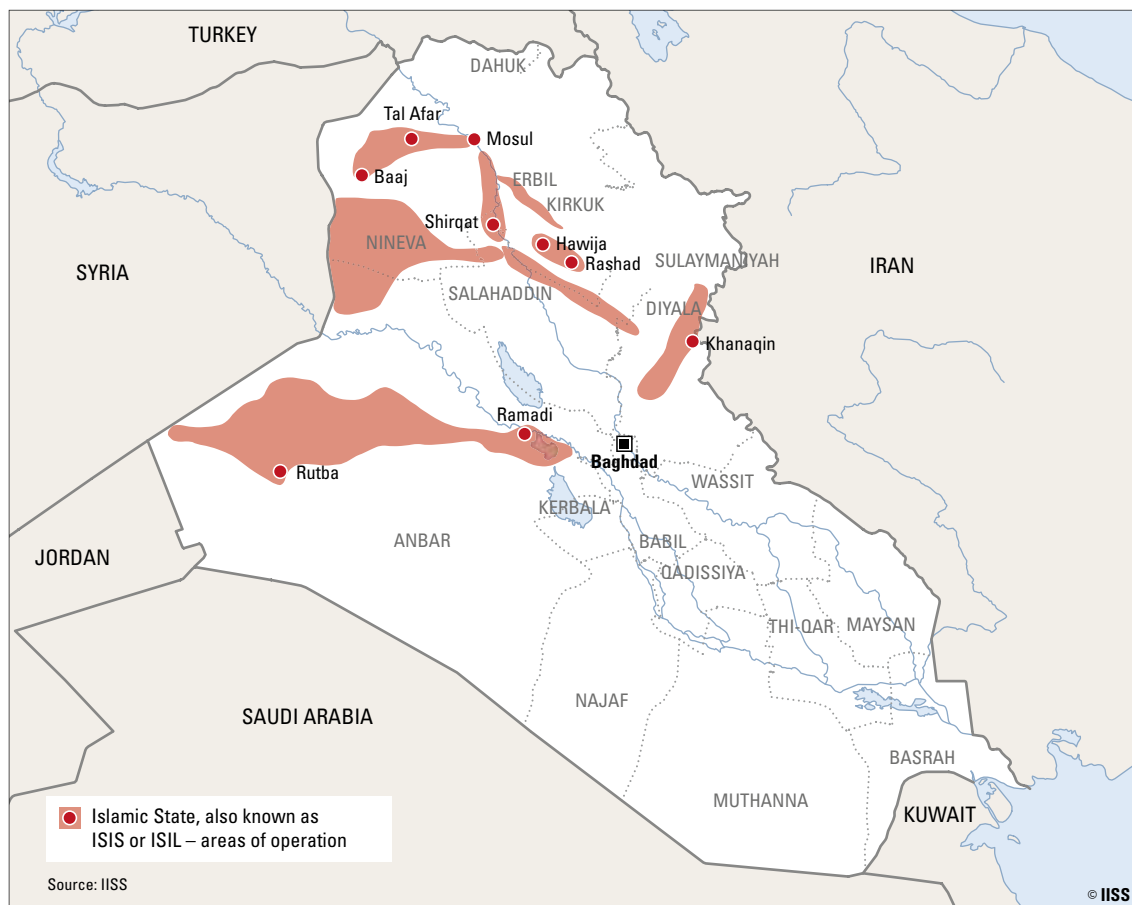 TURKEY
DAHUK
Tal Afar
Mosul
Baaj
ERBIL
KIRKUK
Shirqat
Hawija
NINEVA
Rashad
SULAYMANIYAH
SYRIA
IRAN
SALAHADDIN
DIYALA
Khanaqin
Ramadi
Baghdad
Rutba
WASSIT
KERBALA"
ANBAR
BABIL
JORDAN
QADISSIYA
THI-QAR
MAYSAN
NAJAF
SAUDI ARABIA
BASRAH
MUTHANNA
KUWAIT
Islamic State, also known as
ISIS or ISIL – areas of operation
Source: IISS
© IISS